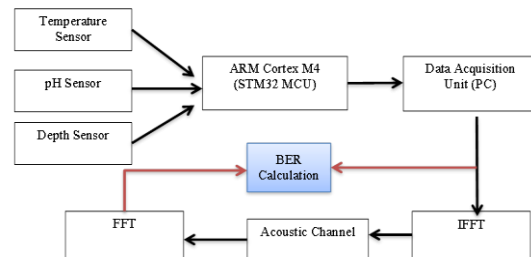 Temperature
Sensor
pH Sensor
Depth Sensor
ARM Cortex M4
(STM32 MCU)
Data Acquisition
Unit (PC)
BER
Calculation
FFT
Acoustic Channel
IFFT